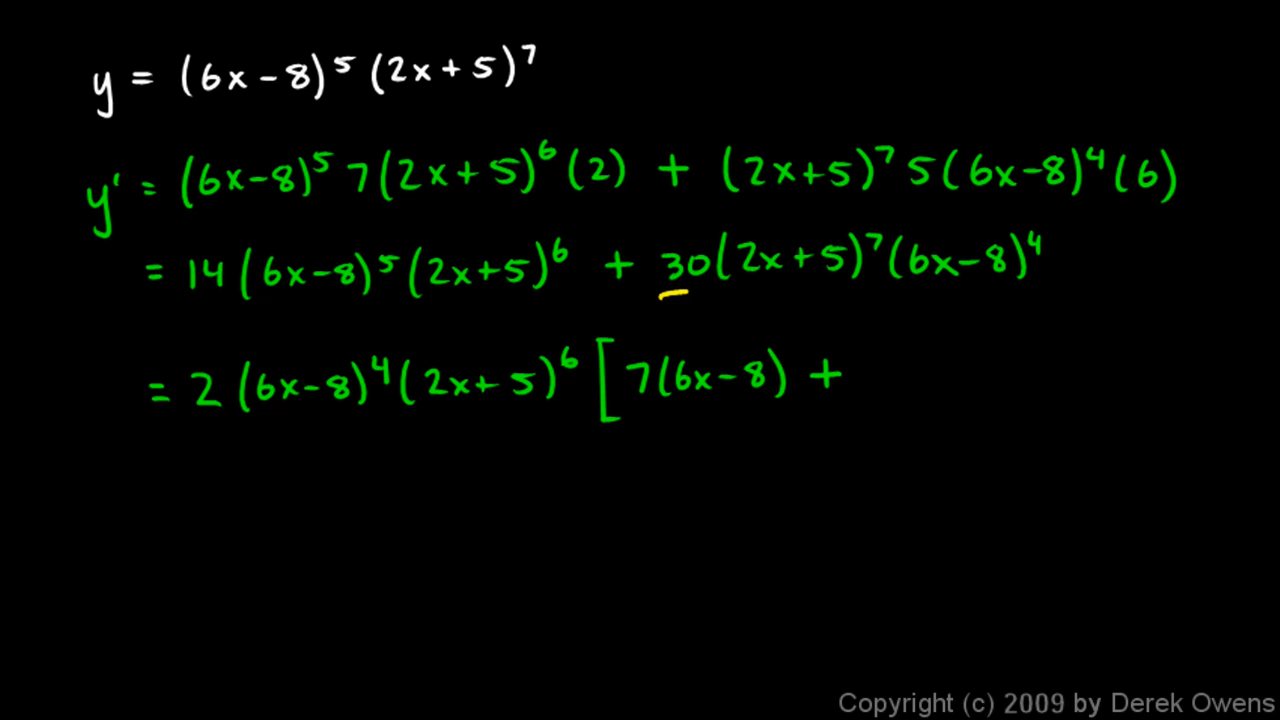 y = (6x-8)⁵ (2x+5)⁷
y' = (6x-8)⁵ 7(2x+5)⁶ (2) + (2x+5)⁷ 5(6x-8)⁴ (6)
= 14 (6x-8)⁵ (2x+5)⁶ + 30 (2x+5)⁷ (6x-8)⁴
= 2 (6x-8)⁴ (2x+5)⁶ [ 7(6x-8) +
Copyright (c) 2009 by Derek Owens